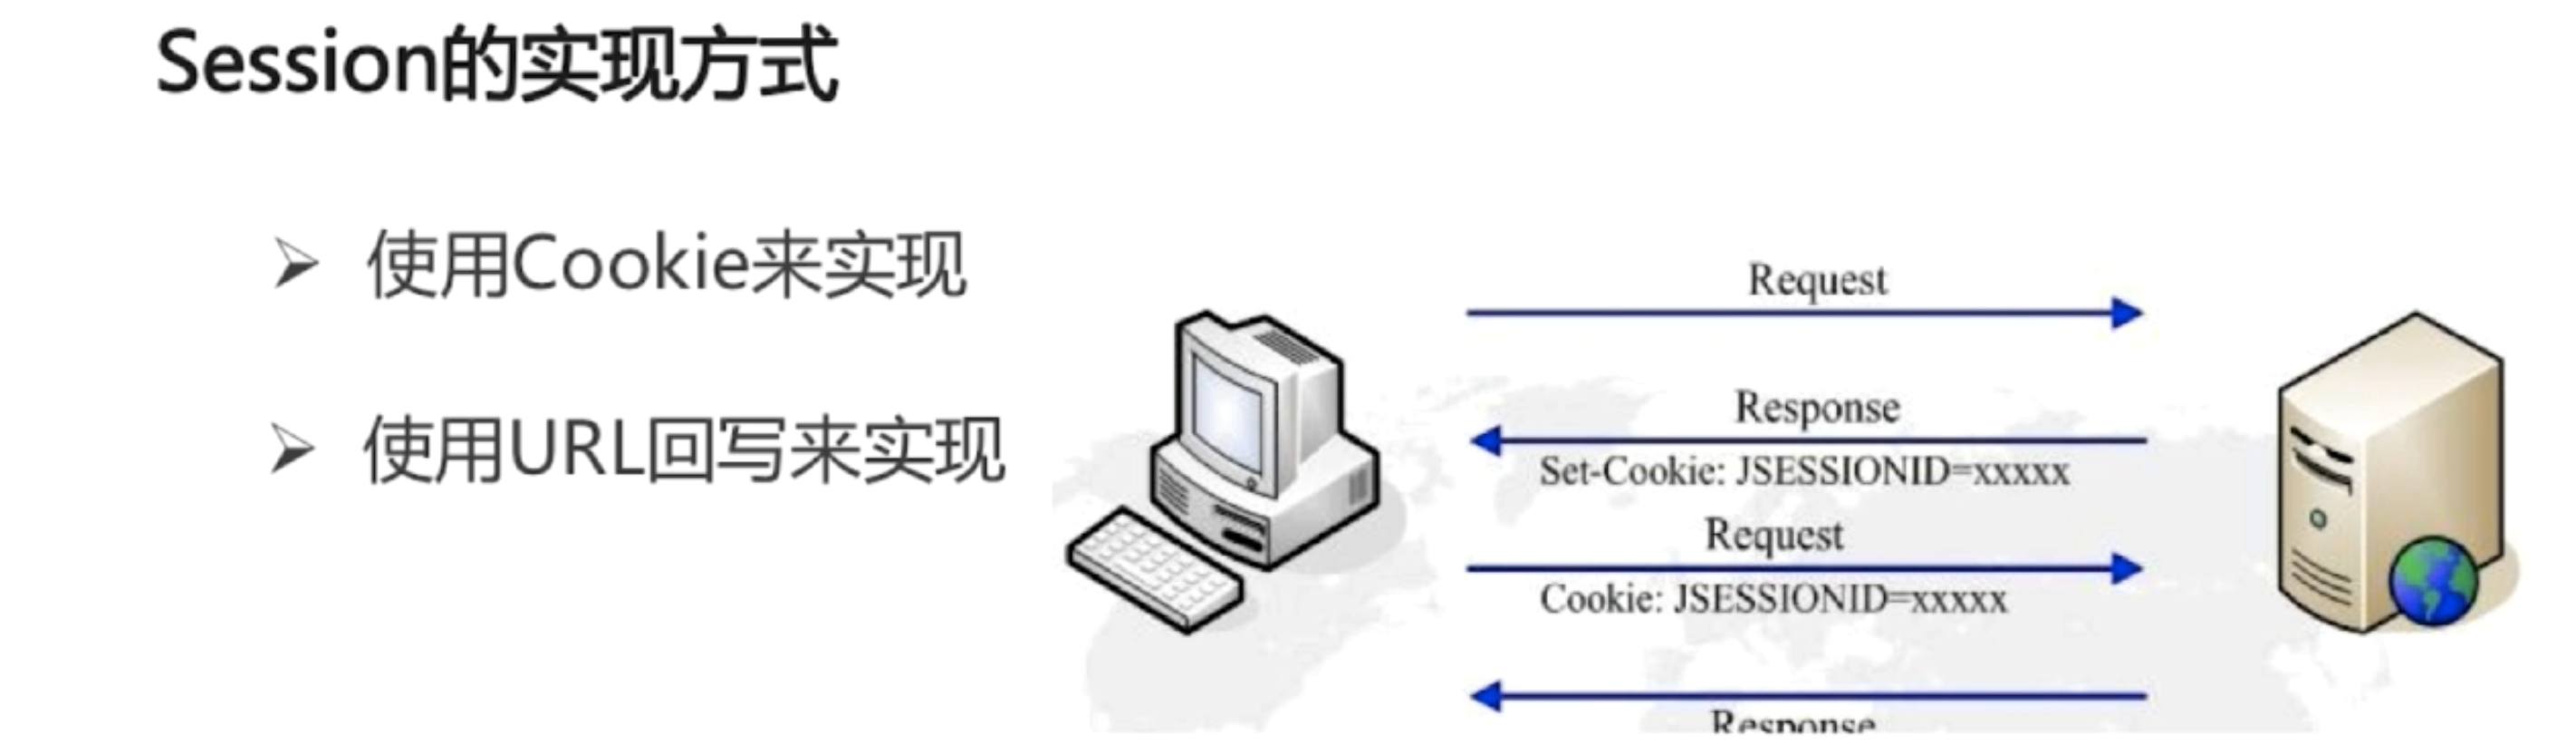 Session的实现方式
使用Cookie来实现
使用URL回写来实现
Request
Response
Set-Cookie: JSESSIONID=xxxxx
Request
Cookie: JSESSIONID=xxxxx
Response